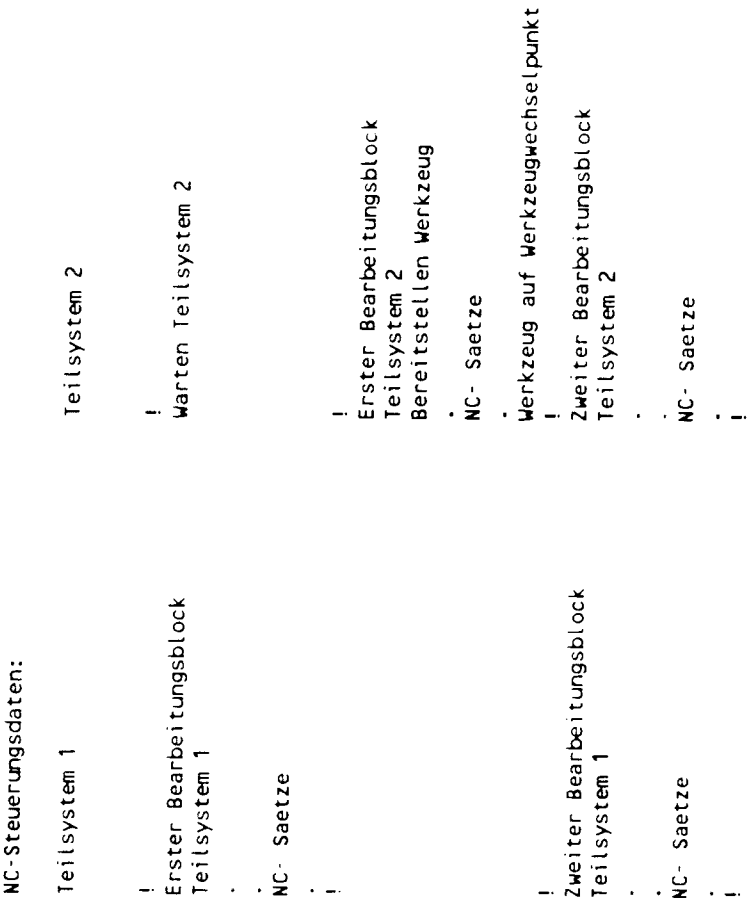 NC-Steuerungsdaten:
Teilsystem 1
!
Erster Bearbeitungsblock
Teilsystem 1
.
.
NC- Saetze
.
!
!
Zweiter Bearbeitungsblock
Teilsystem 1
.
.
NC- Saetze
.
!
Teilsystem 2
!
Warten Teilsystem 2
!
Erster Bearbeitungsblock
Teilsystem 2
Bereitstellen Werkzeug
.
NC- Saetze
.
Werkzeug auf Werkzeugwechselpunkt
!
Zweiter Bearbeitungsblock
Teilsystem 2
.
.
NC- Saetze
.
!